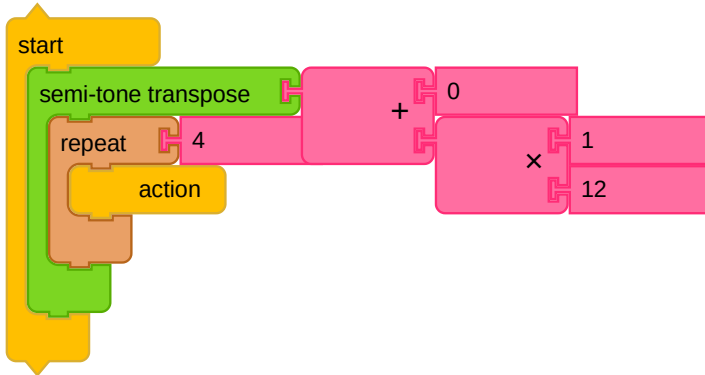 start
semi-tone transpose + 0
repeat 4 × 1
action 12